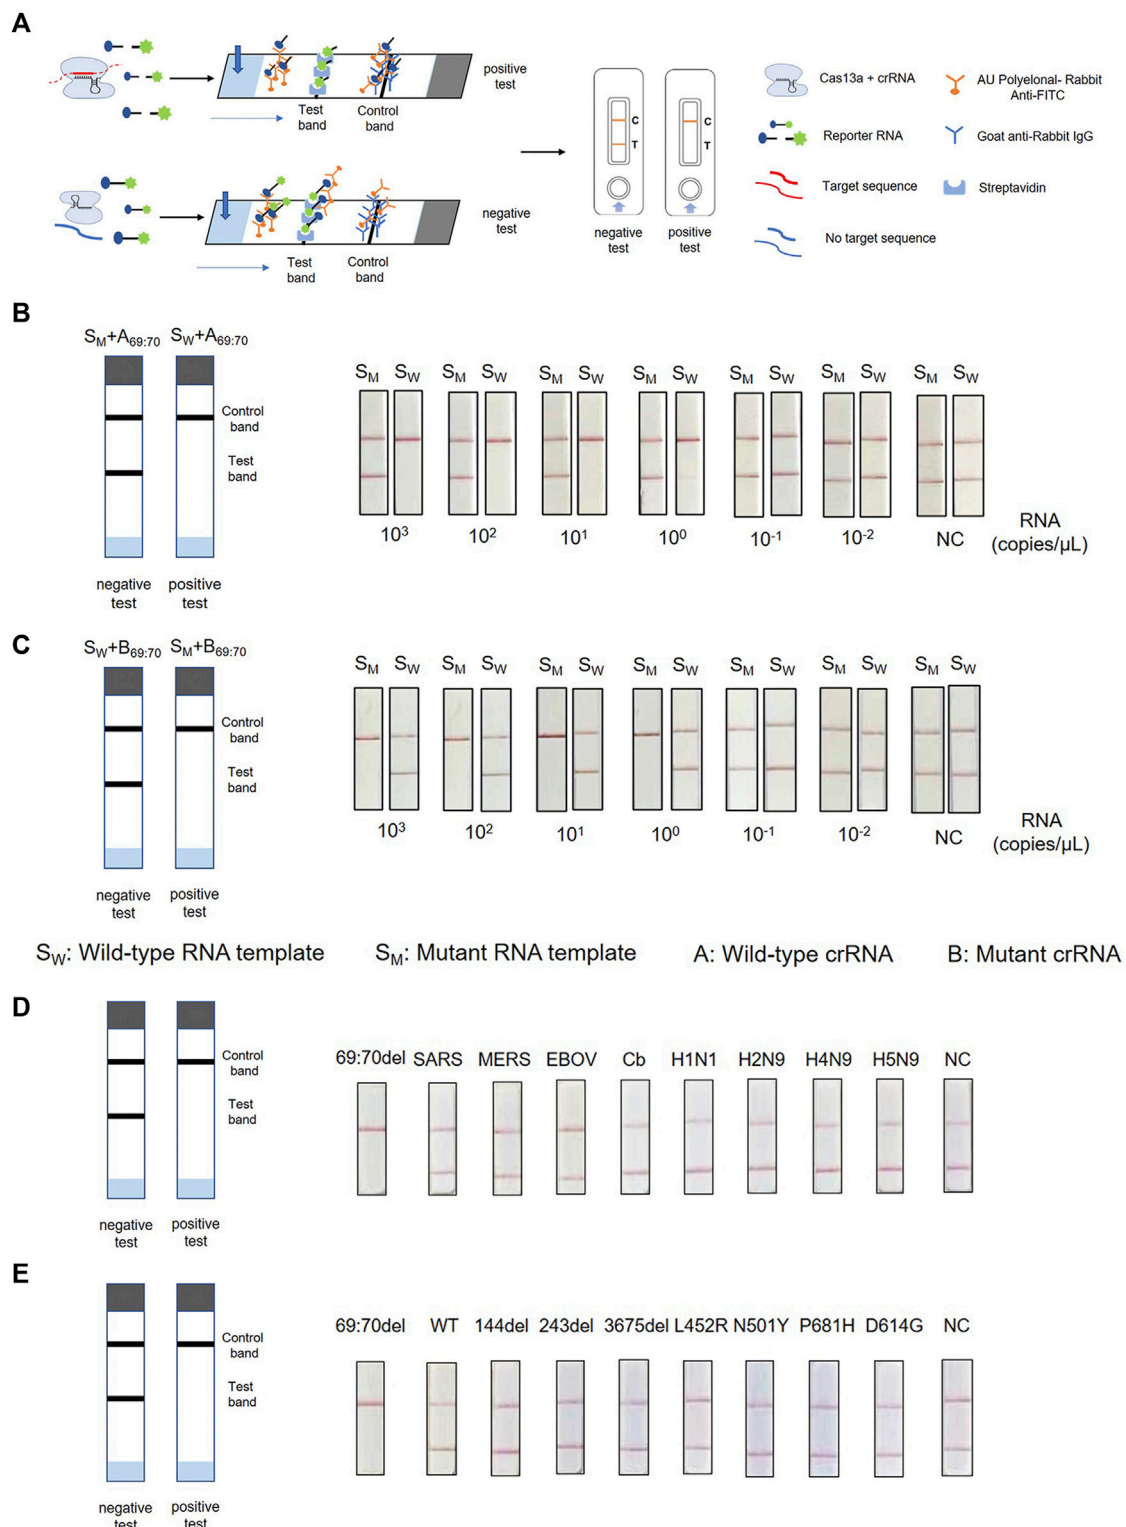 A
positive
test
Test
band
Control
band
negative
test
Test
band
Control
band
C
T
C
T
negative
test
positive
test
Cas13a + crRNA
AU Polyelonal- Rabbit
Anti-FITC
Reporter RNA
Goat anti-Rabbit IgG
Target sequence
Streptavidin
No target sequence
B
SM+A69:70 SW+A69:70
Control
band
Test
band
negative
test
positive
test
SM SW SM SW SM SW SM SW SM SW SM SW SM SW
10³ 10² 10¹ 10⁰ 10⁻¹ 10⁻² NC
RNA
(copies/μL)
C
SW+B69:70 SM+B69:70
Control
band
Test
band
negative
test
positive
test
SM SW SM SW SM SW SM SW SM SW SM SW SM SW
10³ 10² 10¹ 10⁰ 10⁻¹ 10⁻² NC
RNA
(copies/μL)
SW: Wild-type RNA template SM: Mutant RNA template A: Wild-type crRNA B: Mutant crRNA
D
Control
band
Test
band
negative
test
positive
test
69:70del SARS MERS EBOV Cb H1N1 H2N9 H4N9 H5N9 NC
E
Control
band
Test
band
negative
test
positive
test
69:70del WT 144del 243del 3675del L452R N501Y P681H D614G NC